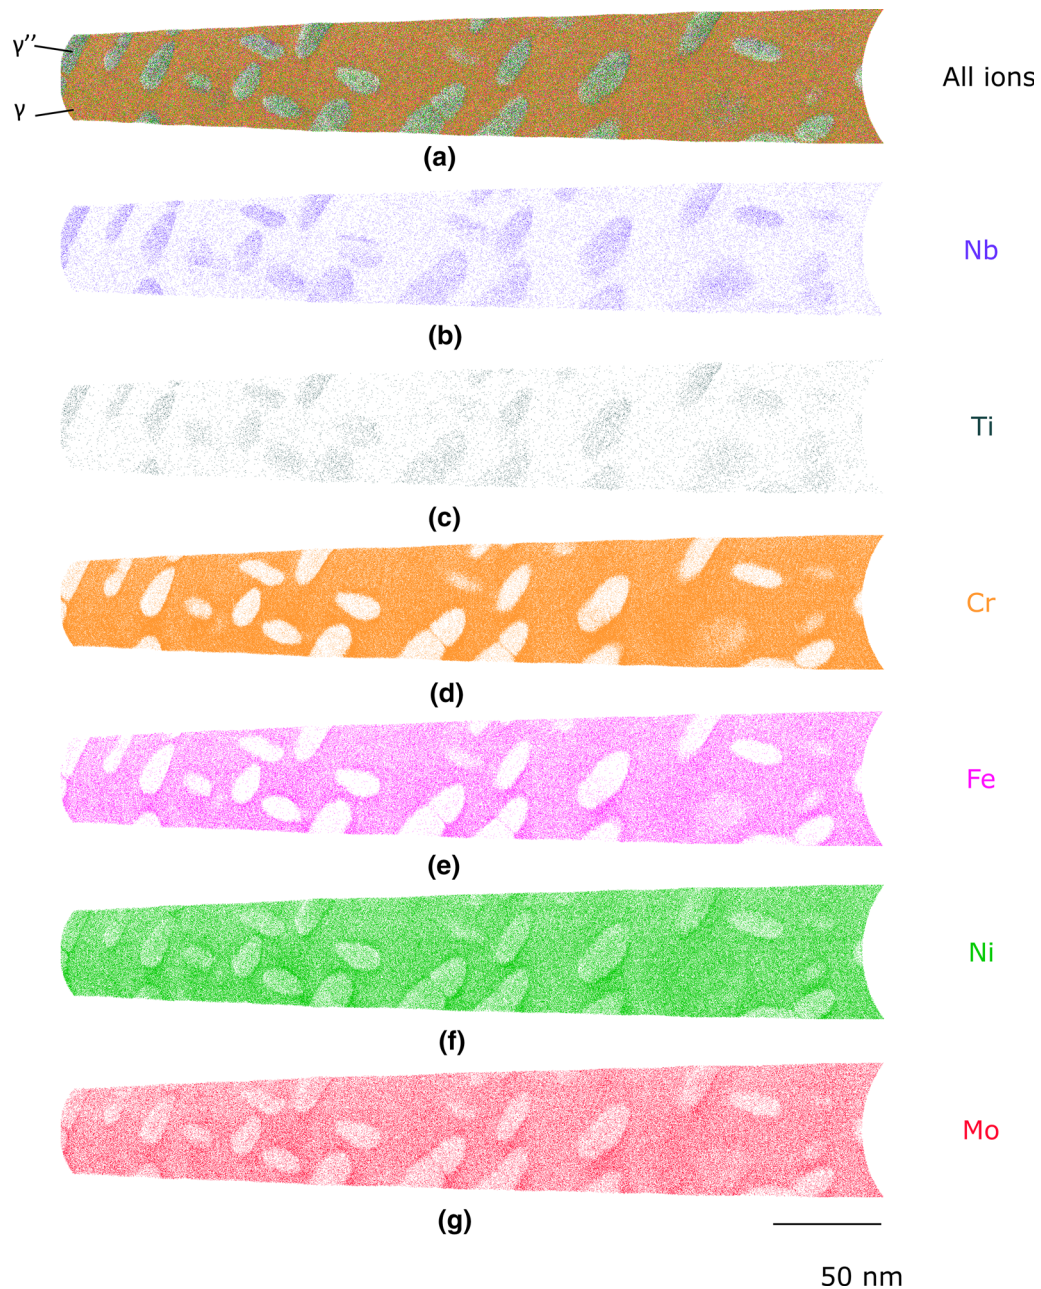 γ’’
γ
All ions
(a)
Nb
(b)
Ti
(c)
Cr
(d)
Fe
(e)
Ni
(f)
Mo
(g)
50 nm